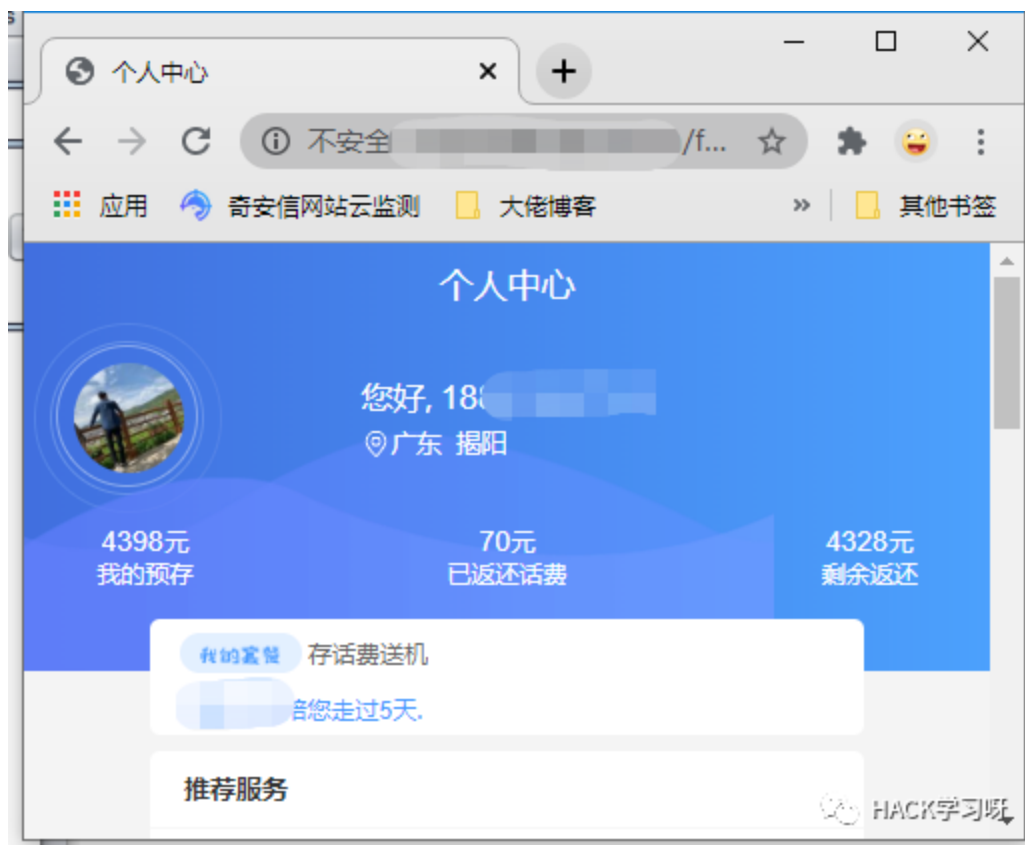 个人中心
不安全
/f...
应用
奇安信网站云监测
大佬博客
»
其他书签
个人中心
您好, 188
广东 揭阳
4398元
70元
4328元
我的预存
已返还话费
剩余返还
我的套餐 存话费送机
陪您走过5天.
推荐服务
HACK学习呀